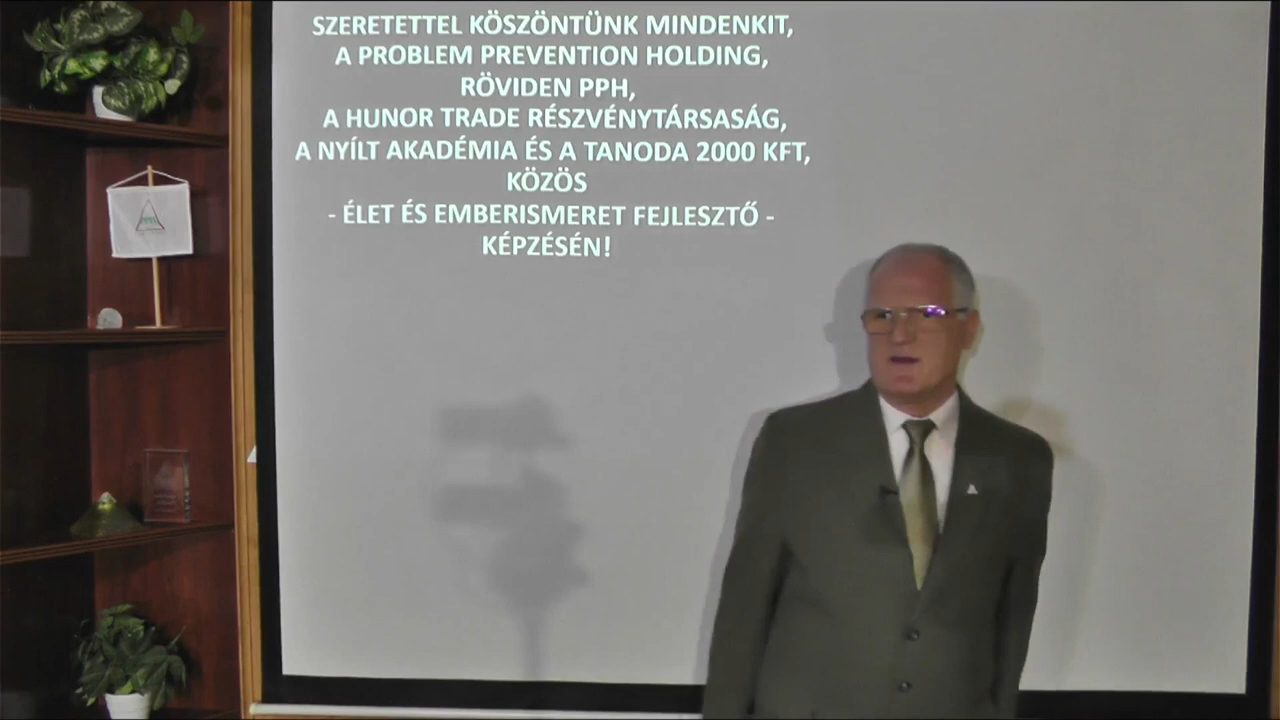 SZERETETTEL KÖSZÖNTÜNK MINDENKIT,
A PROBLEM PREVENTION HOLDING,
RÖVIDEN PPH,
A HUNOR TRADE RÉSZVÉNYTÁRSASÁG,
A NYÍLT AKADÉMIA ÉS A TANODA 2000 KFT,
KÖZÖS
- ÉLET ÉS EMBERISMERET FEJLESZTŐ -
KÉPZÉSÉN!